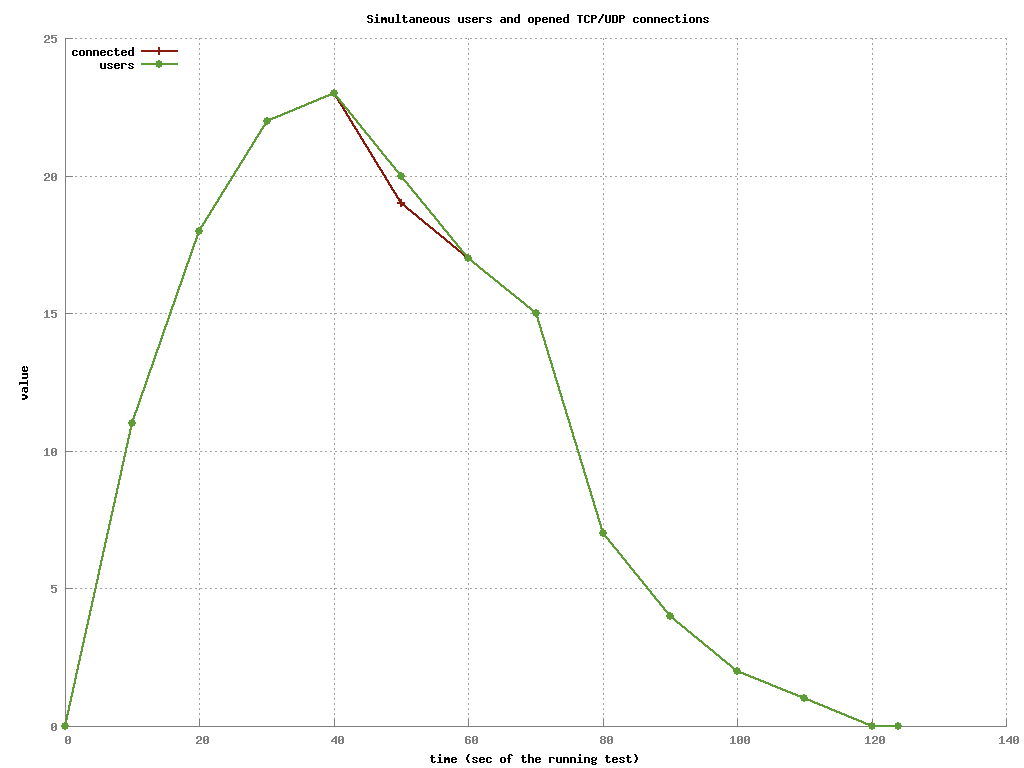 Simultaneous users and opened TCP/UDP connections
25
connected
users
20
15
value
10
5
0
0 20 40 60 80 100 120 140
time (sec of the running test)